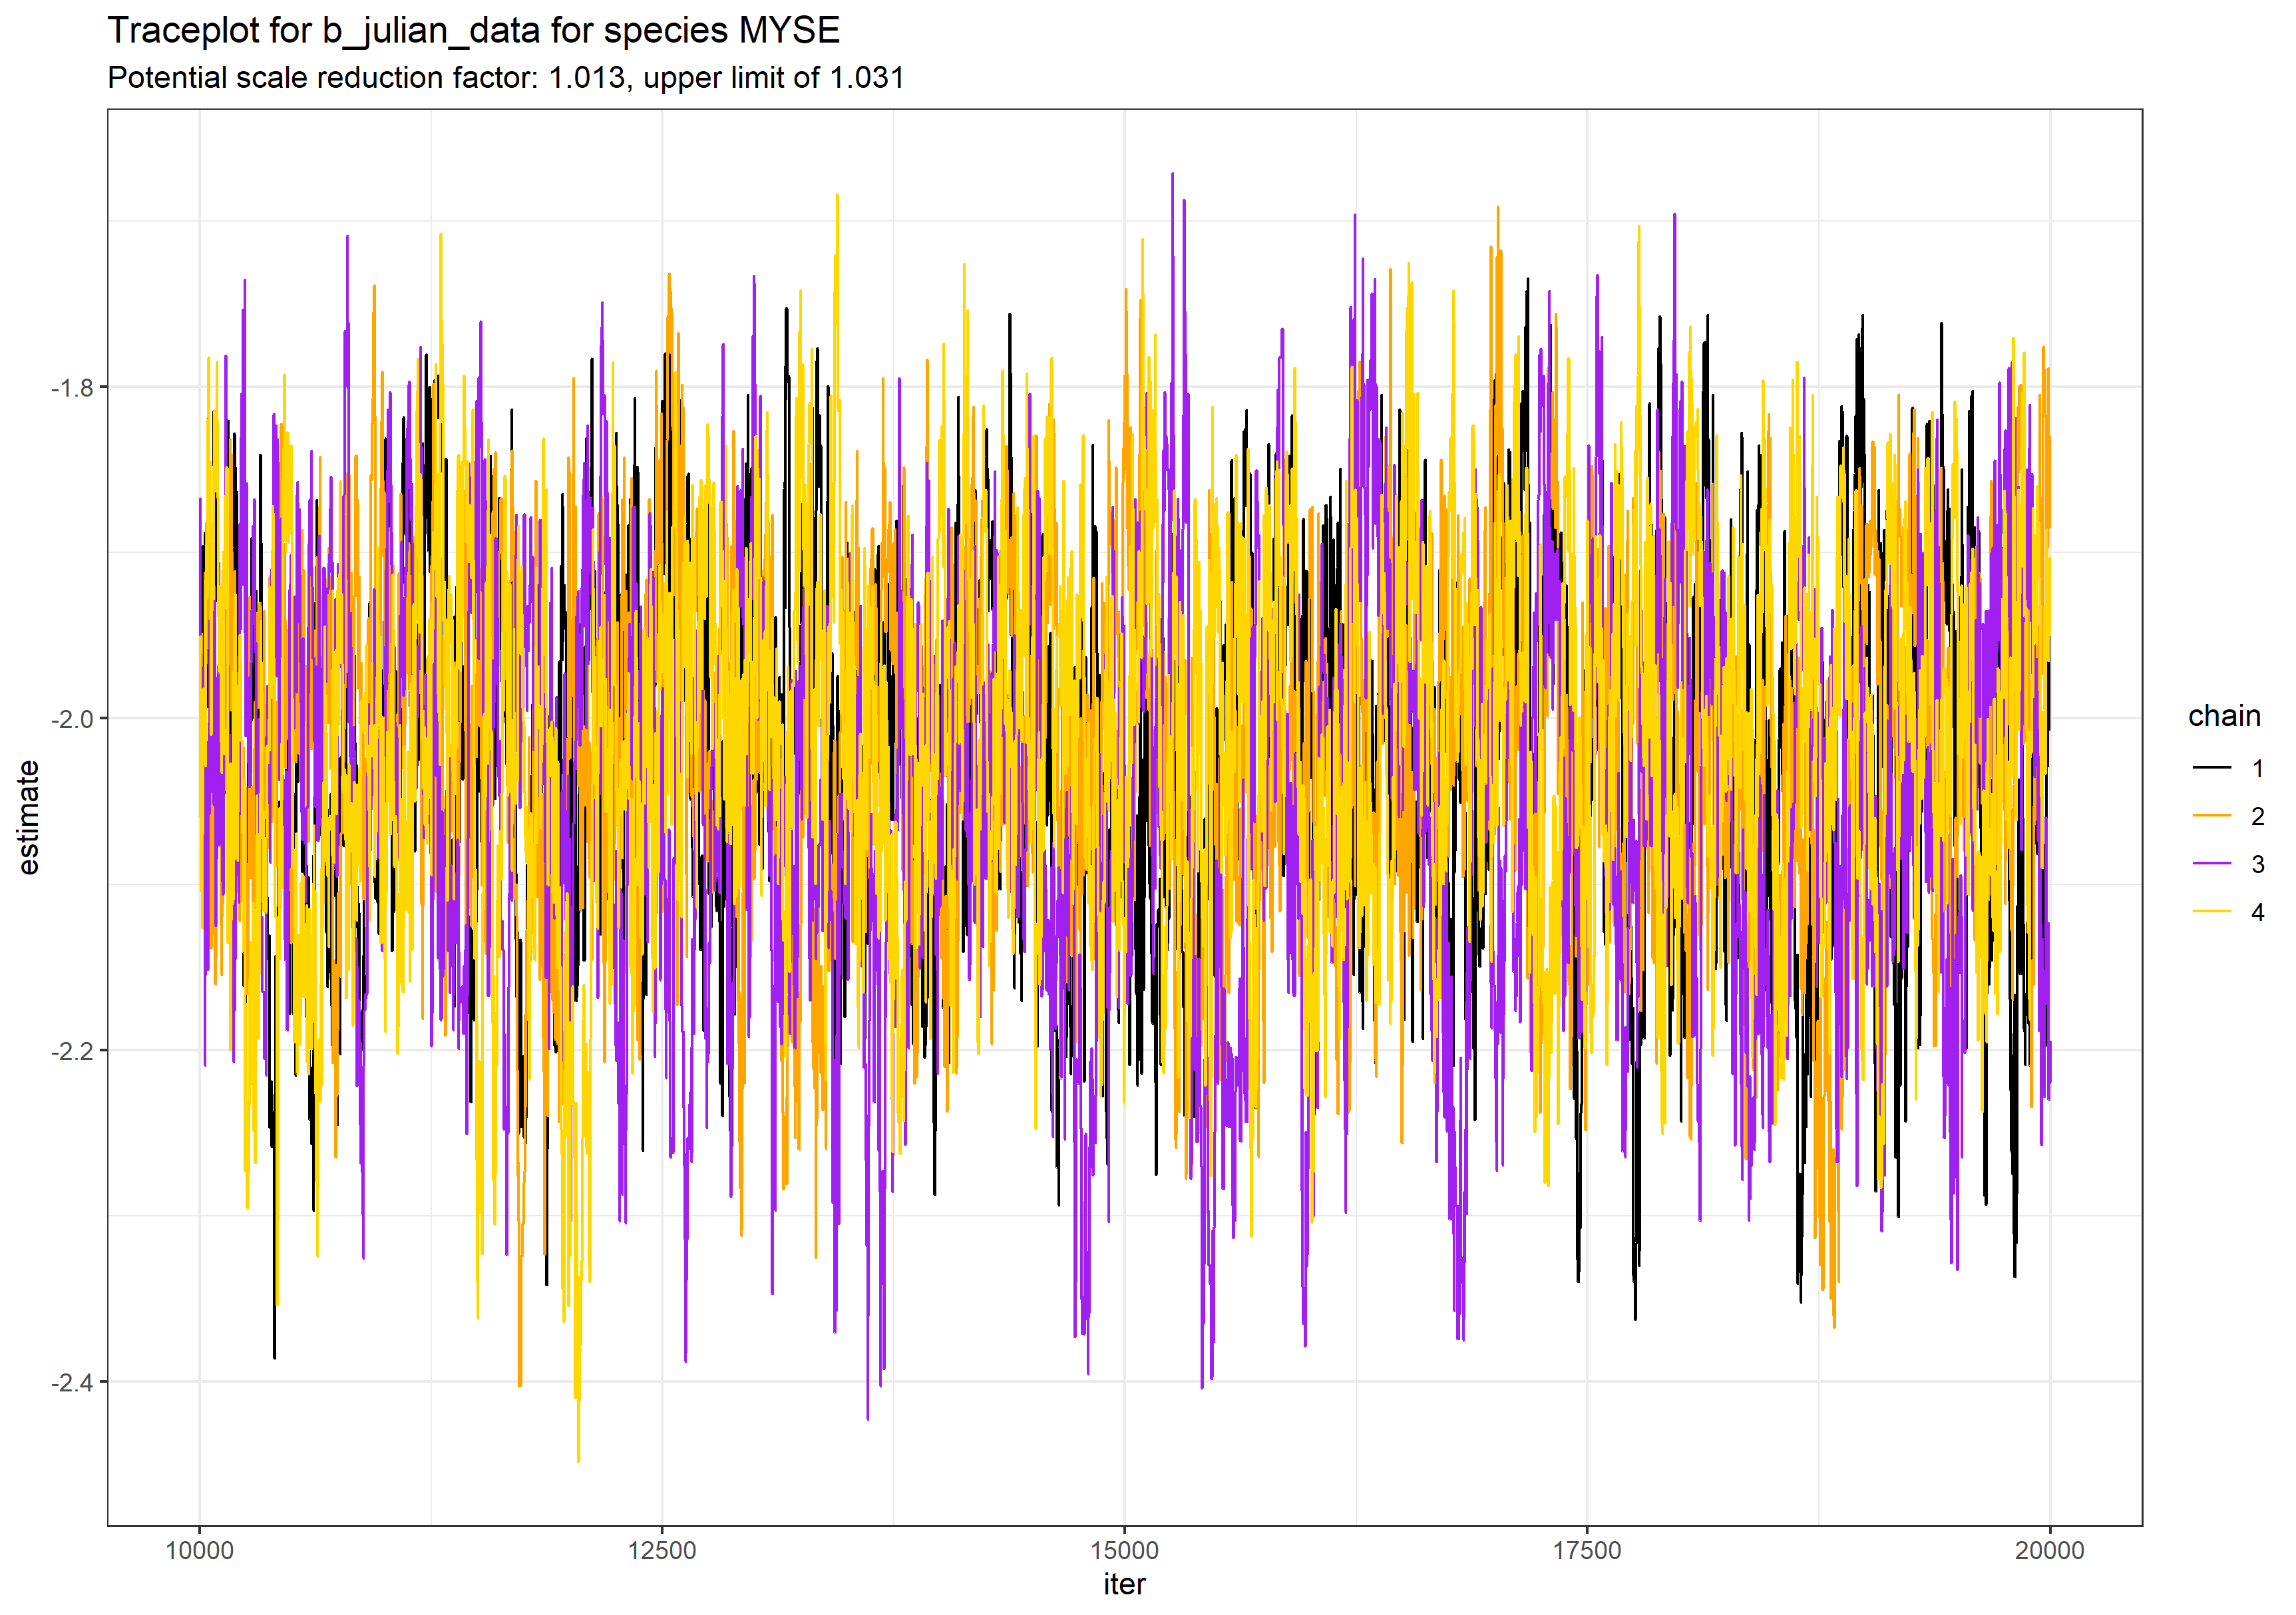 Traceplot for b_julian_data for species MYSE
Potential scale reduction factor: 1.013, upper limit of 1.031
estimate
-1.8
-2.0
-2.2
-2.4
10000
12500
15000
17500
20000
iter
chain
1
2
3
4